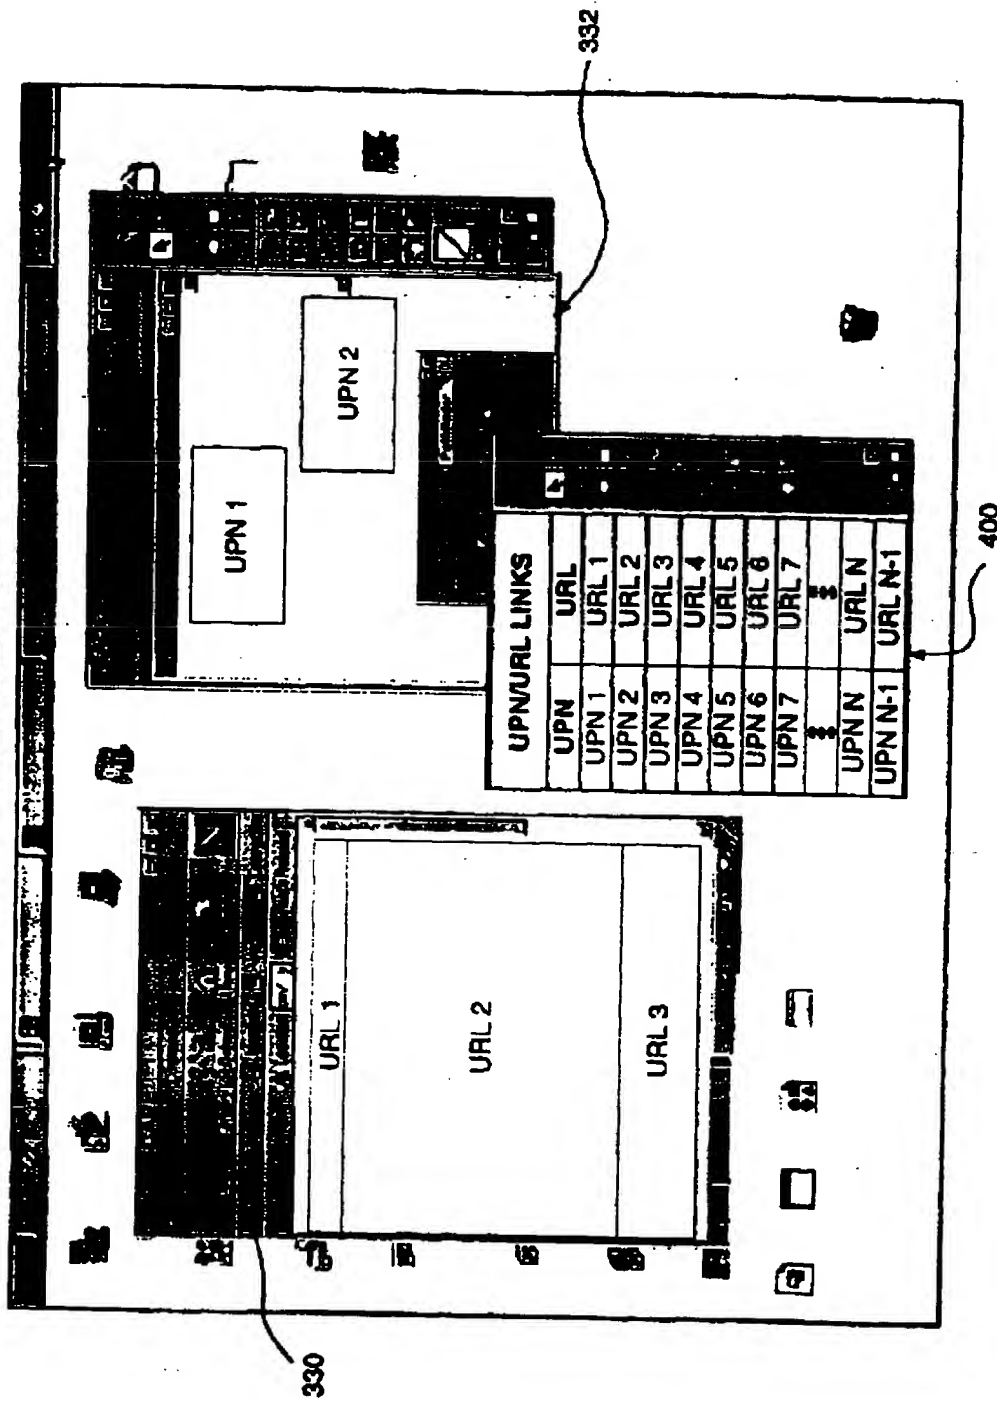 332
UPN 1
UPN 2
URL 1
URL 2
URL 3
UPN/URL LINKS
UPN URL
UPN 1 URL 1
UPN 2 URL 2
UPN 3 URL 3
UPN 4 URL 4
UPN 5 URL 5
UPN 6 URL 6
UPN 7 URL 7
UPN N URL N
UPN N-1 URL N-1
330
400